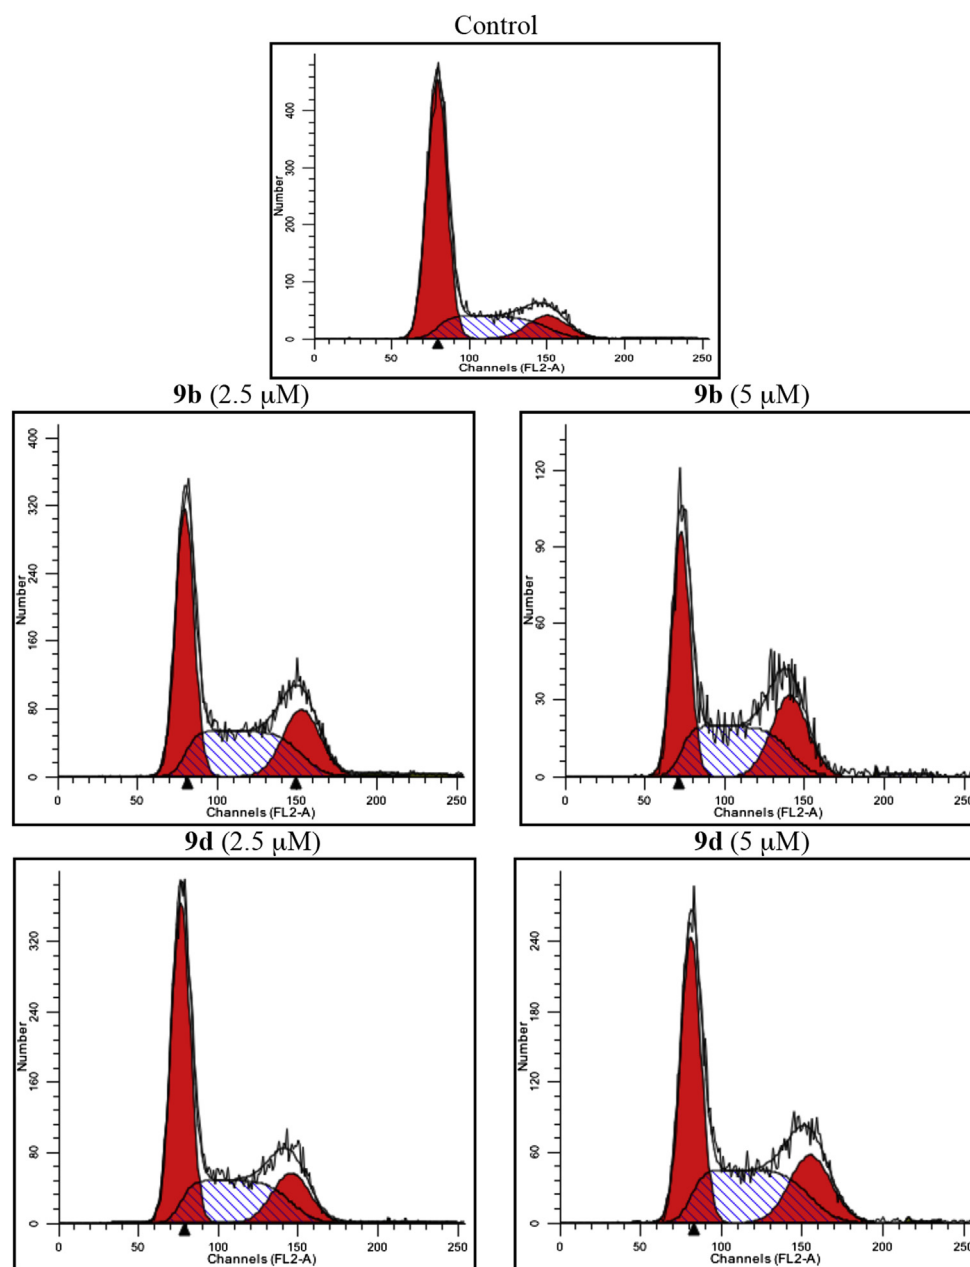 Control
400
300
200
100
0
Number
0 50 100 150 200 250
Channels (FL2-A)
9b (2.5 μM)
9b (5 μM)
400
320
240
160
80
0
Number
0 50 100 150 200 250
Channels (FL2-A)
120
90
60
30
0
Number
0 50 100 150 200 250
Channels (FL2-A)
9d (2.5 μM)
9d (5 μM)
320
240
160
80
0
Number
0 50 100 150 200 250
Channels (FL2-A)
240
180
120
60
0
Number
0 50 100 150 200 250
Channels (FL2-A)